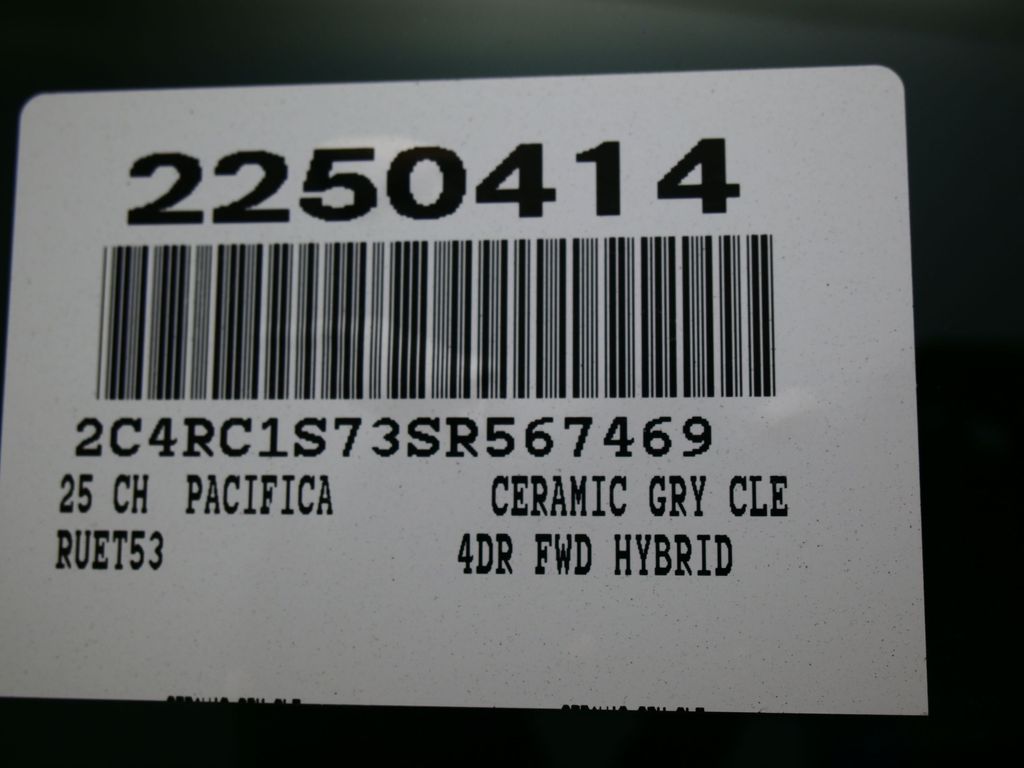 2250414
2C4RC1S73SR567469
25 CH PACIFICA CERAMIC GRY CLE
RUET53 4DR FWD HYBRID